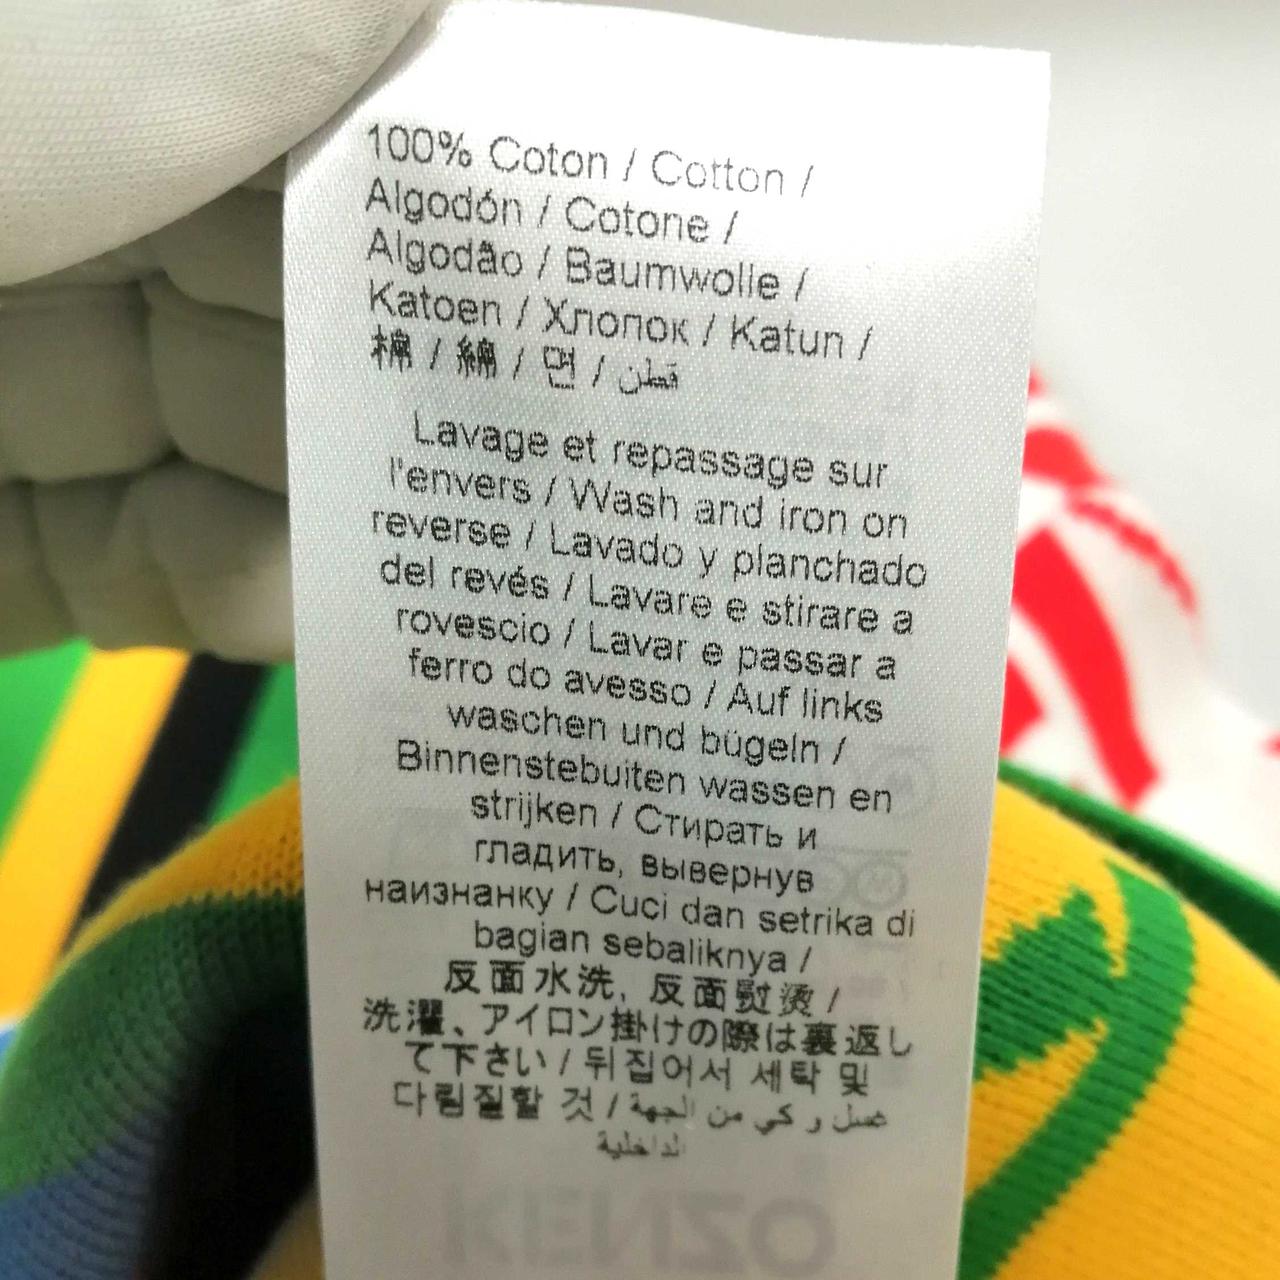 100% Coton / Cotton /
Algodón / Cotone /
Algodão / Baumwolle /
Katoen / Хлопок / Katun /
棉 / 綿 / 면 / قطن
Lavage et repassage sur
l'envers / Wash and iron on
reverse / Lavado y planchado
del revés / Lavare e stirare a
rovescio / Lavar e passar a
ferro do avesso / Auf links
waschen und bügeln /
Binnenstebuiten wassen en
strijken / Стирать и
гладить, вывернув
наизнанку / Cuci dan setrika di
bagian sebaliknya /
反面水洗, 反面熨烫 /
洗濯、アイロン掛けの際は裏返し
て下さい / 뒤집어서 세탁 및
다림질할 것 / غسل و كي من الجهة
الداخلية
KENZO